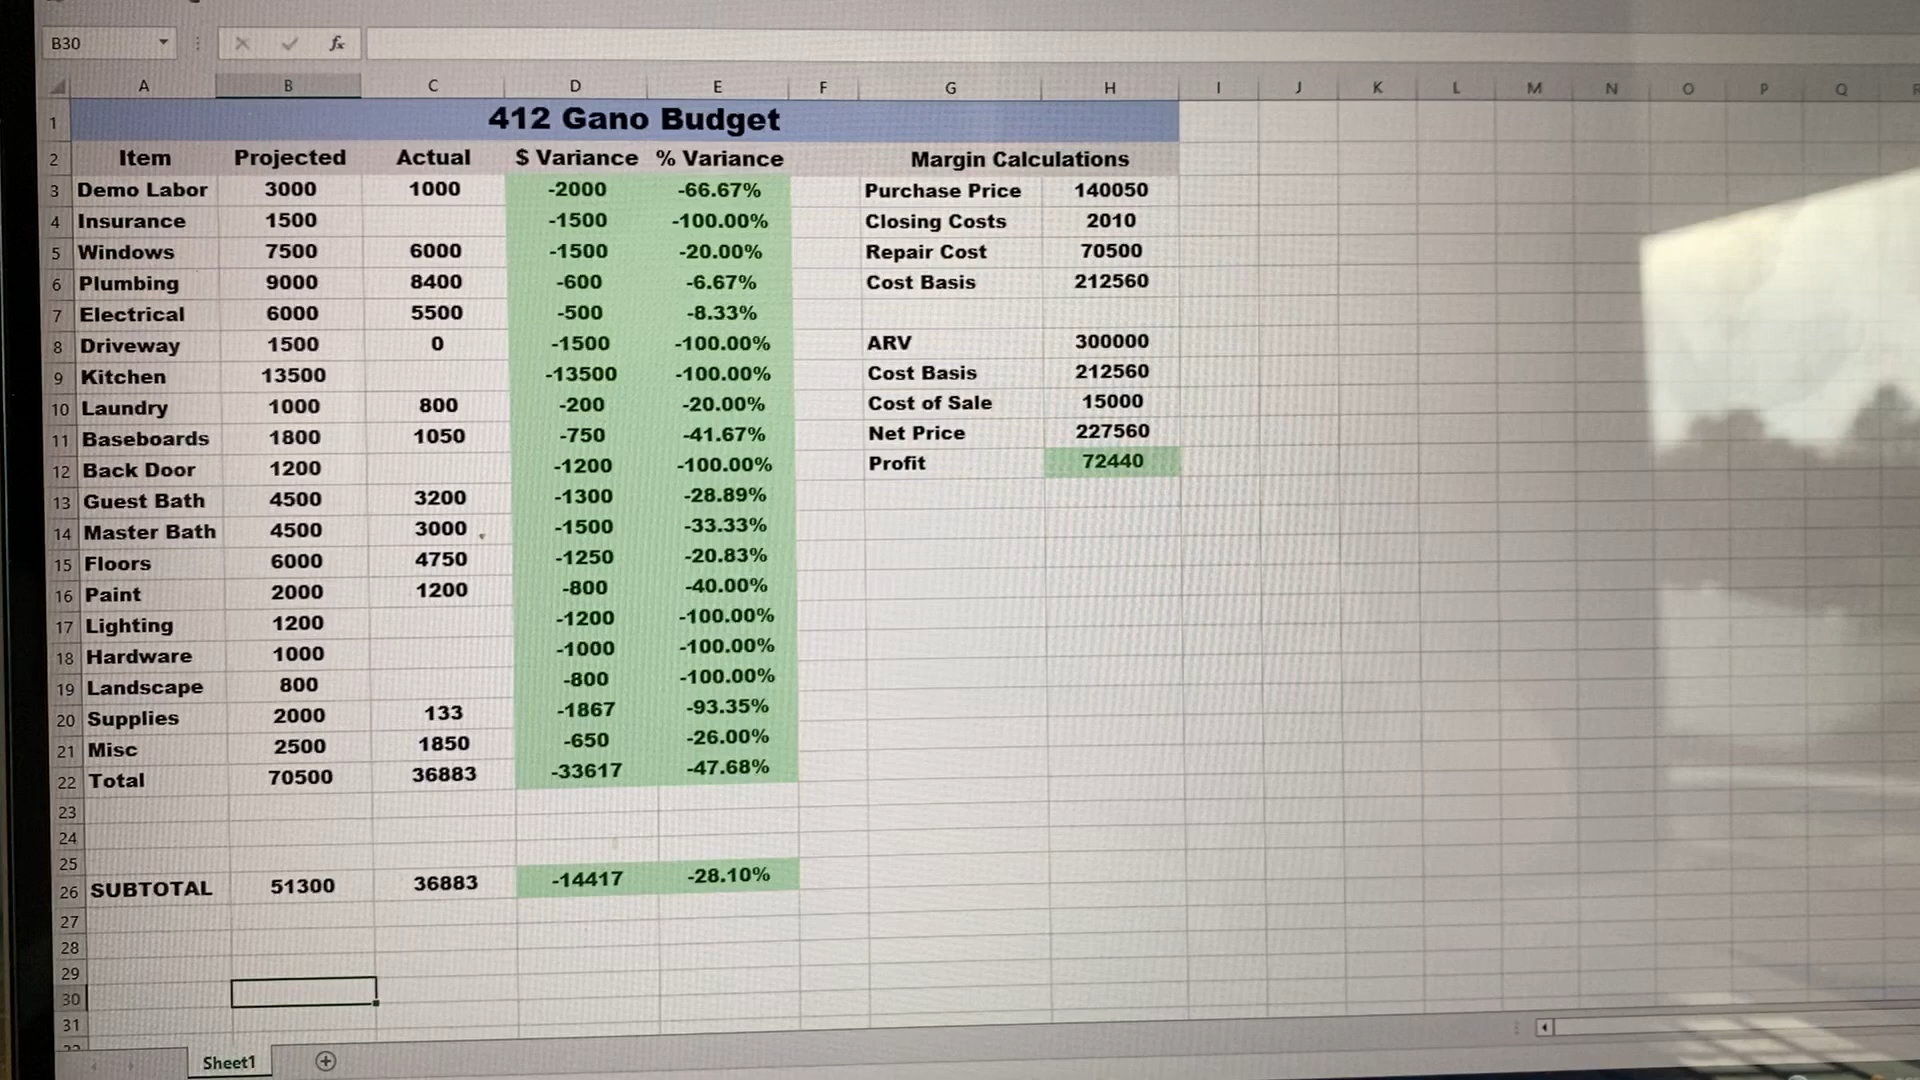 B30 fx
A B C D E F G H I J K L M N O P Q R
1 412 Gano Budget
2 Item Projected Actual $ Variance % Variance Margin Calculations
3 Demo Labor 3000 1000 -2000 -66.67% Purchase Price 140050
4 Insurance 1500 -1500 -100.00% Closing Costs 2010
5 Windows 7500 6000 -1500 -20.00% Repair Cost 70500
6 Plumbing 9000 8400 -600 -6.67% Cost Basis 212560
7 Electrical 6000 5500 -500 -8.33%
8 Driveway 1500 0 -1500 -100.00% ARV 300000
9 Kitchen 13500 -13500 -100.00% Cost Basis 212560
10 Laundry 1000 800 -200 -20.00% Cost of Sale 15000
11 Baseboards 1800 1050 -750 -41.67% Net Price 227560
12 Back Door 1200 -1200 -100.00% Profit 72440
13 Guest Bath 4500 3200 -1300 -28.89%
14 Master Bath 4500 3000 -1500 -33.33%
15 Floors 6000 4750 -1250 -20.83%
16 Paint 2000 1200 -800 -40.00%
17 Lighting 1200 -1200 -100.00%
18 Hardware 1000 -1000 -100.00%
19 Landscape 800 -800 -100.00%
20 Supplies 2000 133 -1867 -93.35%
21 Misc 2500 1850 -650 -26.00%
22 Total 70500 36883 -33617 -47.68%
23
24
25
26 SUBTOTAL 51300 36883 -14417 -28.10%
27
28
29
30
31
Sheet1